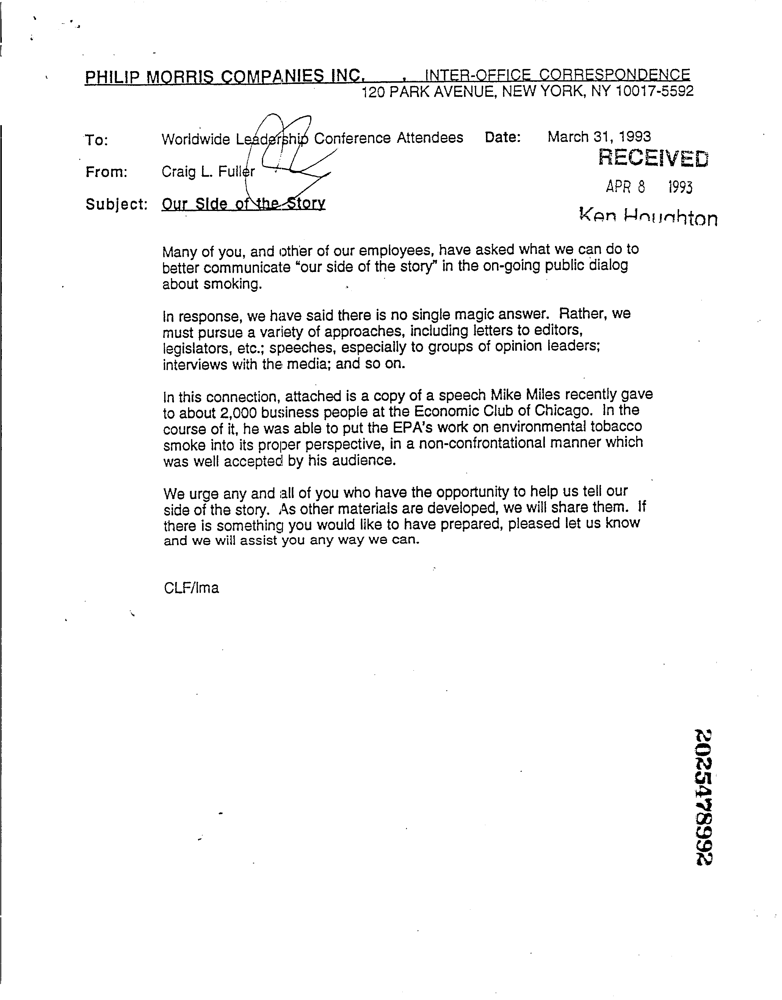 PHILIP MORRIS COMPANIES INC. INTER-OFFICE CORRESPONDENCE
120 PARK AVENUE, NEW YORK, NY 10017-5592
To: Worldwide Leadership Conference Attendees Date: March 31, 1993
RECEIVED
From: Craig L. Fuller
APR 8 1993
Subject: Our Side of the Story
Ken Houghton
Many of you, and other of our employees, have asked what we can do to
better communicate "our side of the story" in the on-going public dialog
about smoking.
In response, we have said there is no single magic answer. Rather, we
must pursue a variety of approaches, including letters to editors,
legislators, etc.; speeches, especially to groups of opinion leaders;
interviews with the media; and so on.
In this connection, attached is a copy of a speech Mike Miles recently gave
to about 2,000 business people at the Economic Club of Chicago. In the
course of it, he was able to put the EPA's work on environmental tobacco
smoke into its proper perspective, in a non-confrontational manner which
was well accepted by his audience.
We urge any and all of you who have the opportunity to help us tell our
side of the story. As other materials are developed, we will share them. If
there is something you would like to have prepared, pleased let us know
and we will assist you any way we can.
CLF/lma
2025478992